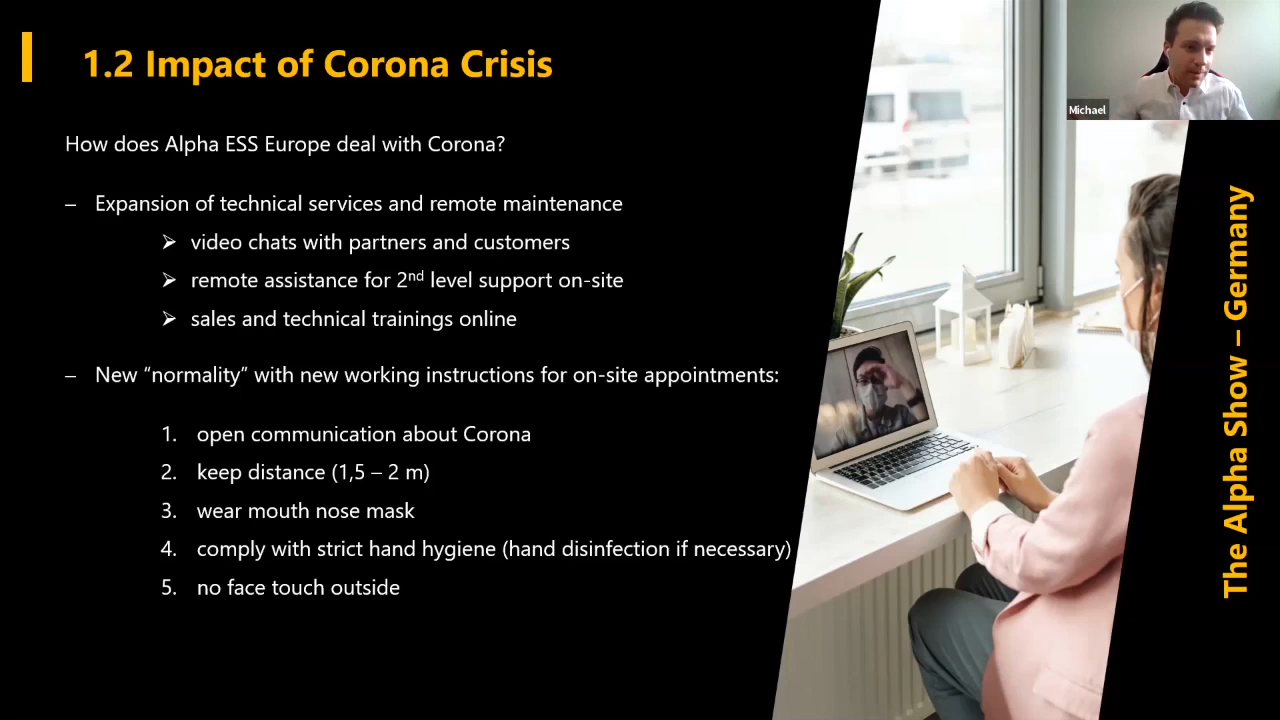 1.2 Impact of Corona Crisis
Michael
How does Alpha ESS Europe deal with Corona?
– Expansion of technical services and remote maintenance
➢ video chats with partners and customers
➢ remote assistance for 2nd level support on-site
➢ sales and technical trainings online
– New “normality” with new working instructions for on-site appointments:
1. open communication about Corona
2. keep distance (1,5 – 2 m)
3. wear mouth nose mask
4. comply with strict hand hygiene (hand disinfection if necessary)
5. no face touch outside
The Alpha Show – Germany